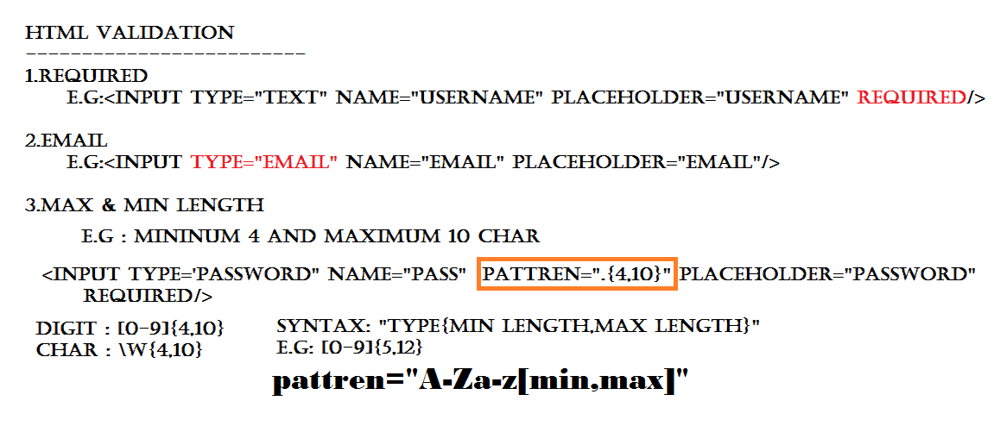 HTML VALIDATION
-------------------------
1.REQUIRED
E.G:<INPUT TYPE="TEXT" NAME="USERNAME" PLACEHOLDER="USERNAME" REQUIRED/>
2.EMAIL
E.G:<INPUT TYPE="EMAIL" NAME="EMAIL" PLACEHOLDER="EMAIL"/>
3.MAX & MIN LENGTH
E.G : MININUM 4 AND MAXIMUM 10 CHAR
<INPUT TYPE='PASSWORD" NAME="PASS" PATTREN=".{4,10}" PLACEHOLDER="PASSWORD"
REQUIRED/>
DIGIT : [0-9]{4,10}
CHAR : \W{4,10}
SYNTAX: "TYPE{MIN LENGTH,MAX LENGTH}"
E.G: [0-9]{5,12}
pattren="A-Za-z[min,max]"